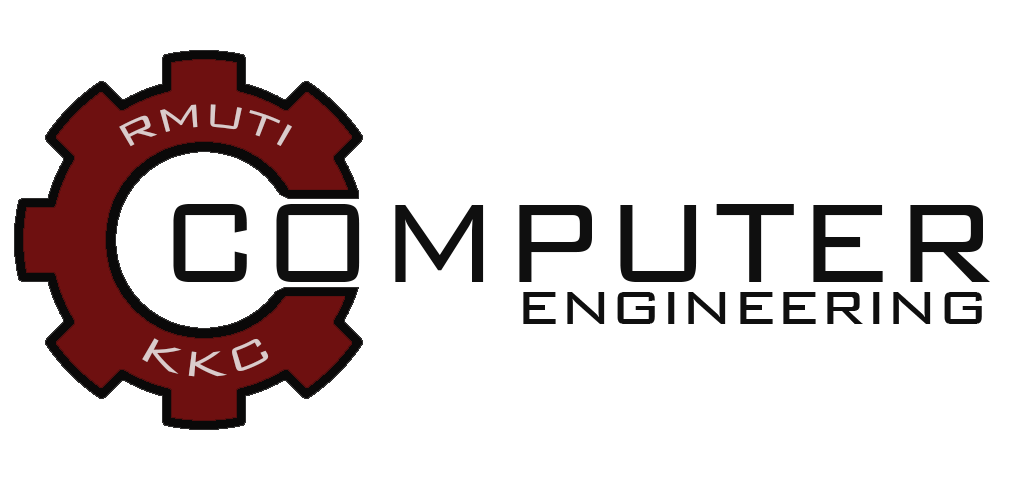 RMUTI
COMPUTER
ENGINEERING
KKC